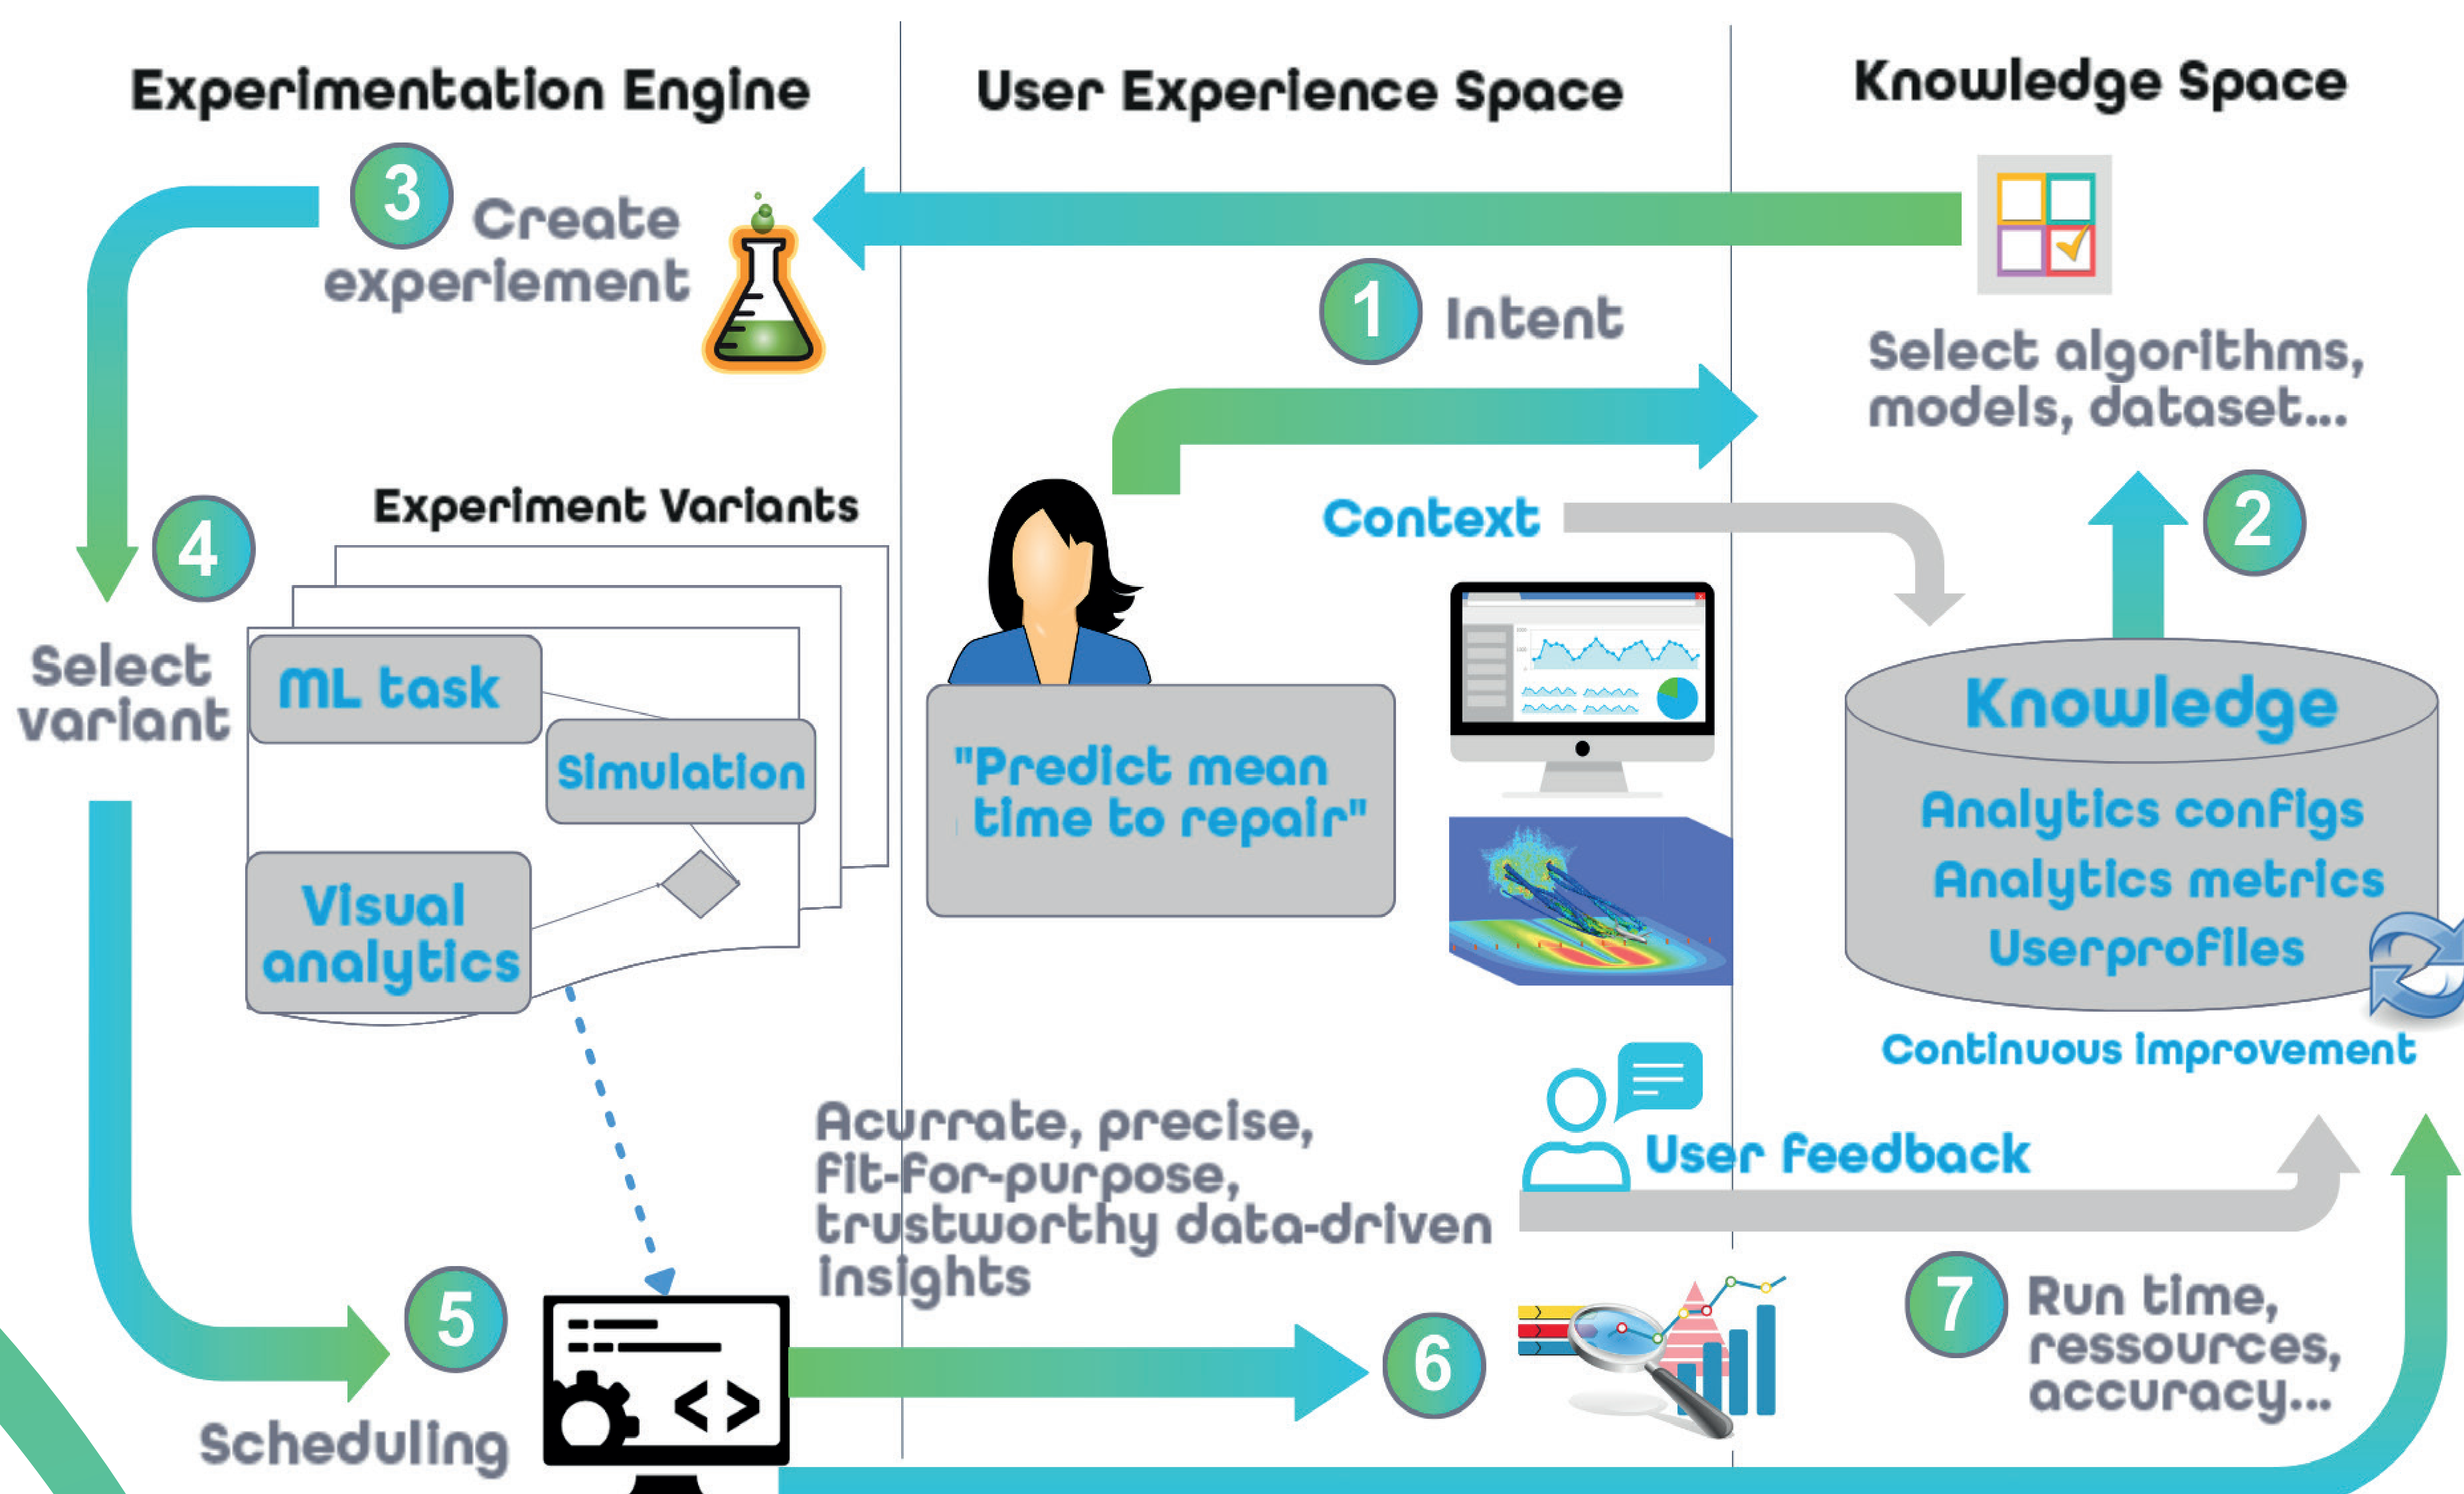 Experimentation Engine
User Experience Space
Knowledge Space
3
Create
experiement
1
Intent
Select algorithms,
models, dataset...
Experiment Variants
4
Select
variant
ML task
Simulation
Visual
analytics
Context
2
"Predict mean
time to repair"
Knowledge
Analytics configs
Analytics metrics
Userprofiles
Continuous improvement
Acurrate, precise,
fit-for-purpose,
trustworthy data-driven
insights
User feedback
5
Scheduling
< >
6
7
Run time,
ressources,
accuracy...